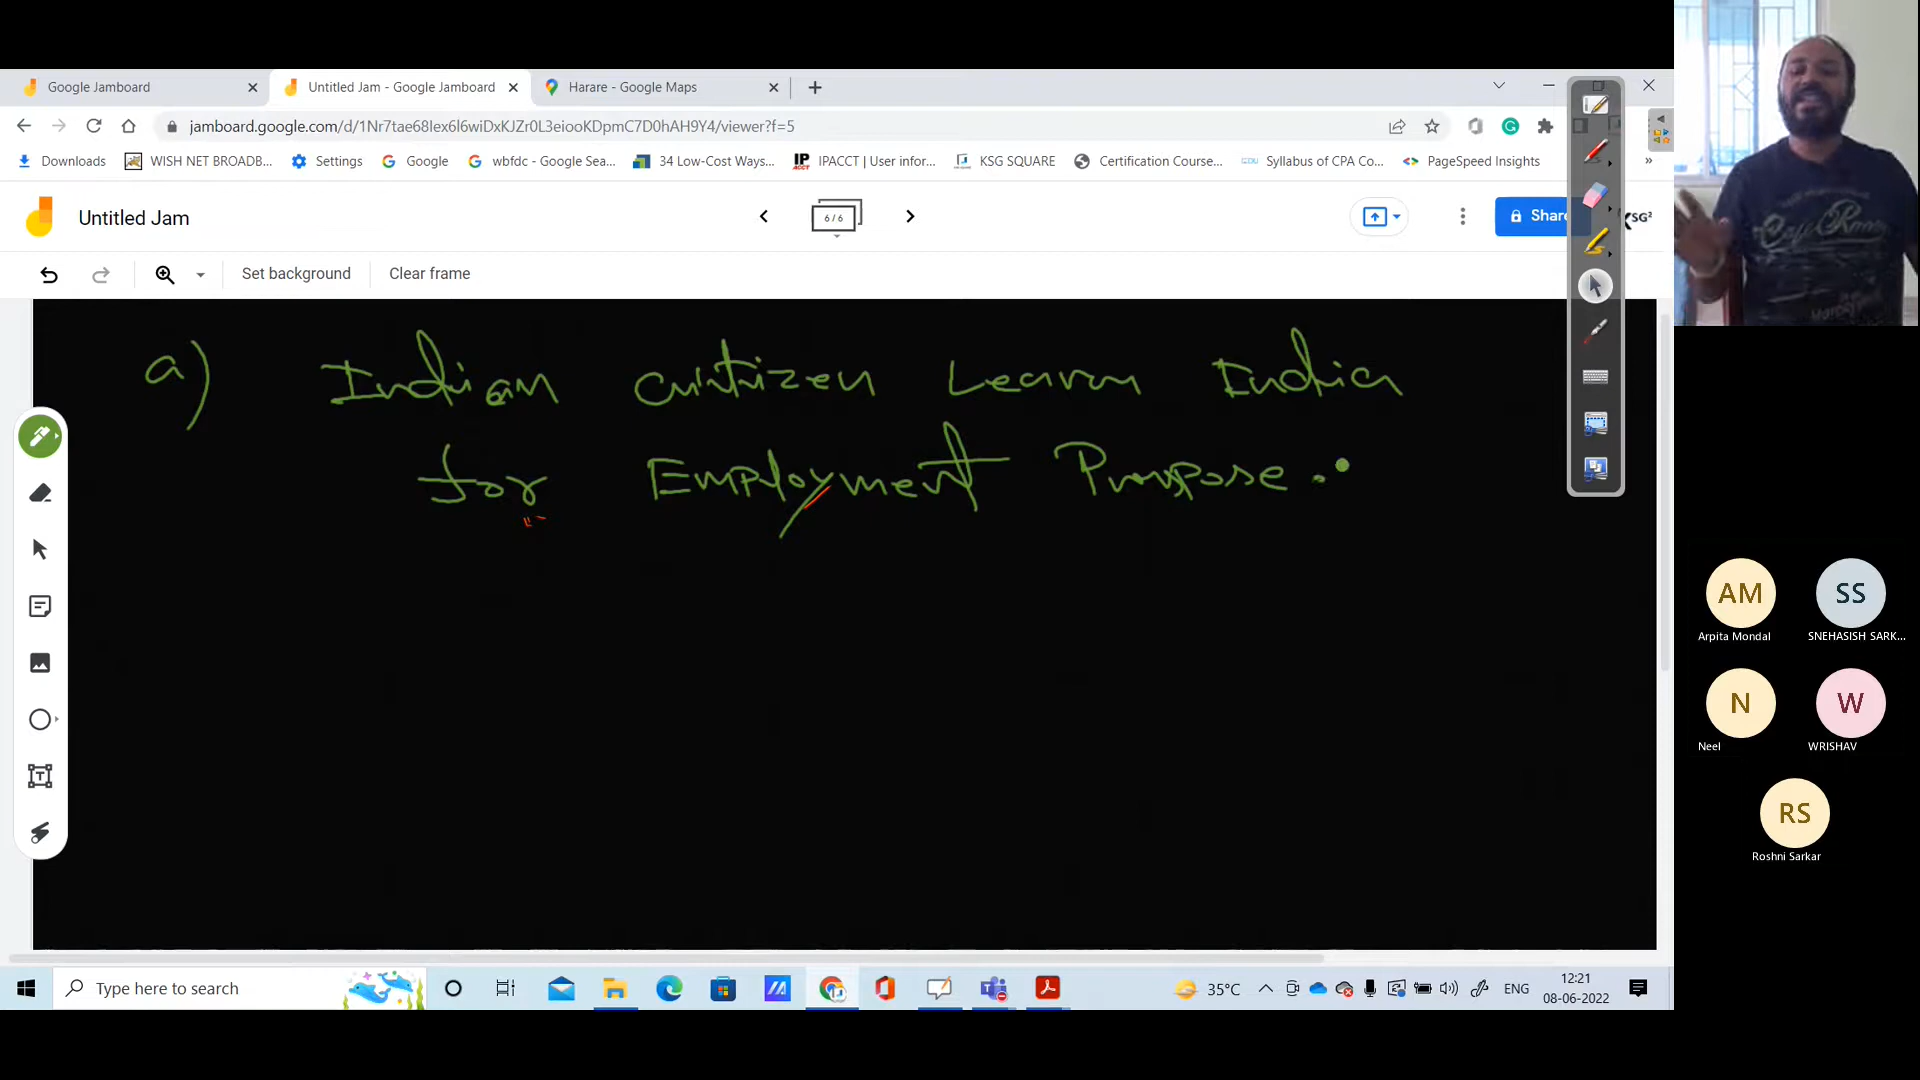 Google Jamboard
Untitled Jam - Google Jamboard
Harare - Google Maps
jamboard.google.com/d/1Nr7tae68Iex6l6wiDxKJZr0L3eiooKDpmC7D0hAH9Y4/viewer?f=5
Downloads
WISH NET BROADB...
Settings
Google
wbfdc - Google Sea...
34 Low-Cost Ways...
IPACCT | User infor...
KSG SQUARE
Certification Course...
Syllabus of CPA Co...
PageSpeed Insights
Untitled Jam
6 / 6
Share
KSG²
Set background
Clear frame
a) Indian citizen Leave India
for Employment Purpose .
AM
Arpita Mondal
SS
SNEHASISH SARK...
N
Neel
W
WRISHAV
RS
Roshni Sarkar
Type here to search
35°C
ENG
12:21
08-06-2022